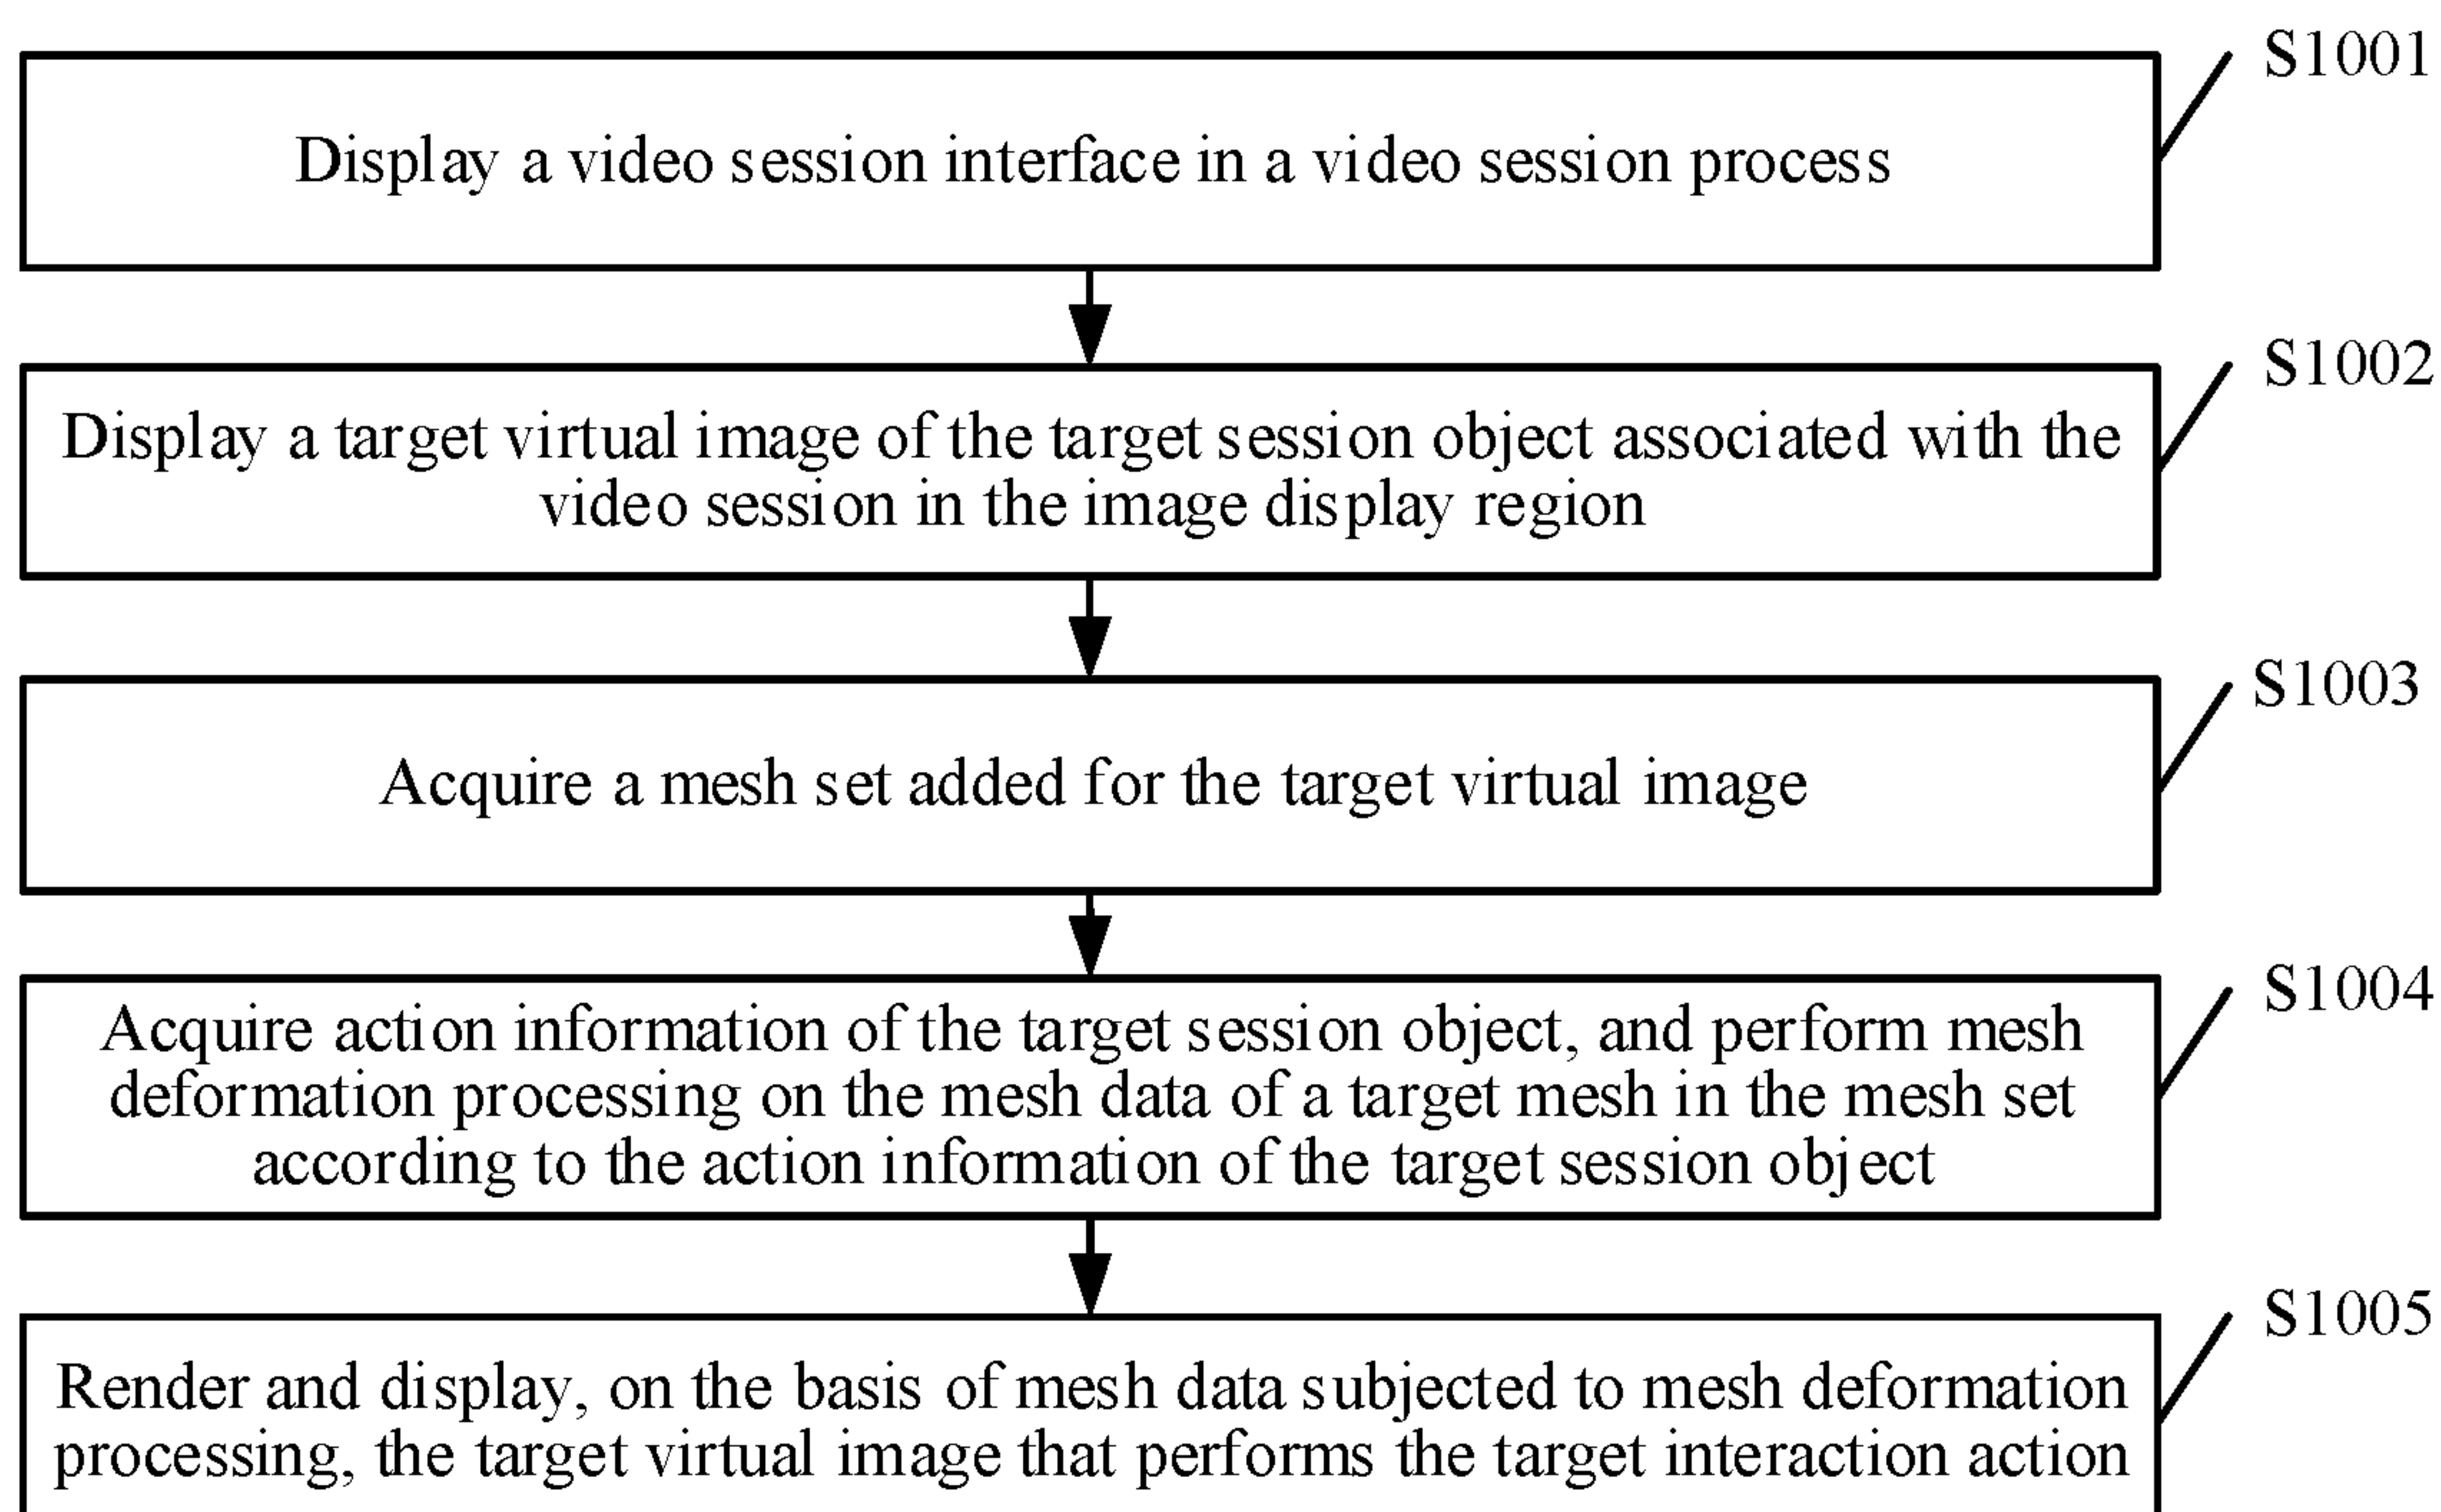 S1001
Display a video session interface in a video session process
S1002
Display a target virtual image of the target session object associated with the
video session in the image display region
S1003
Acquire a mesh set added for the target virtual image
S1004
Acquire action information of the target session object, and perform mesh
deformation processing on the mesh data of a target mesh in the mesh set
according to the action information of the target session object
S1005
Render and display, on the basis of mesh data subjected to mesh deformation
processing, the target virtual image that performs the target interaction action